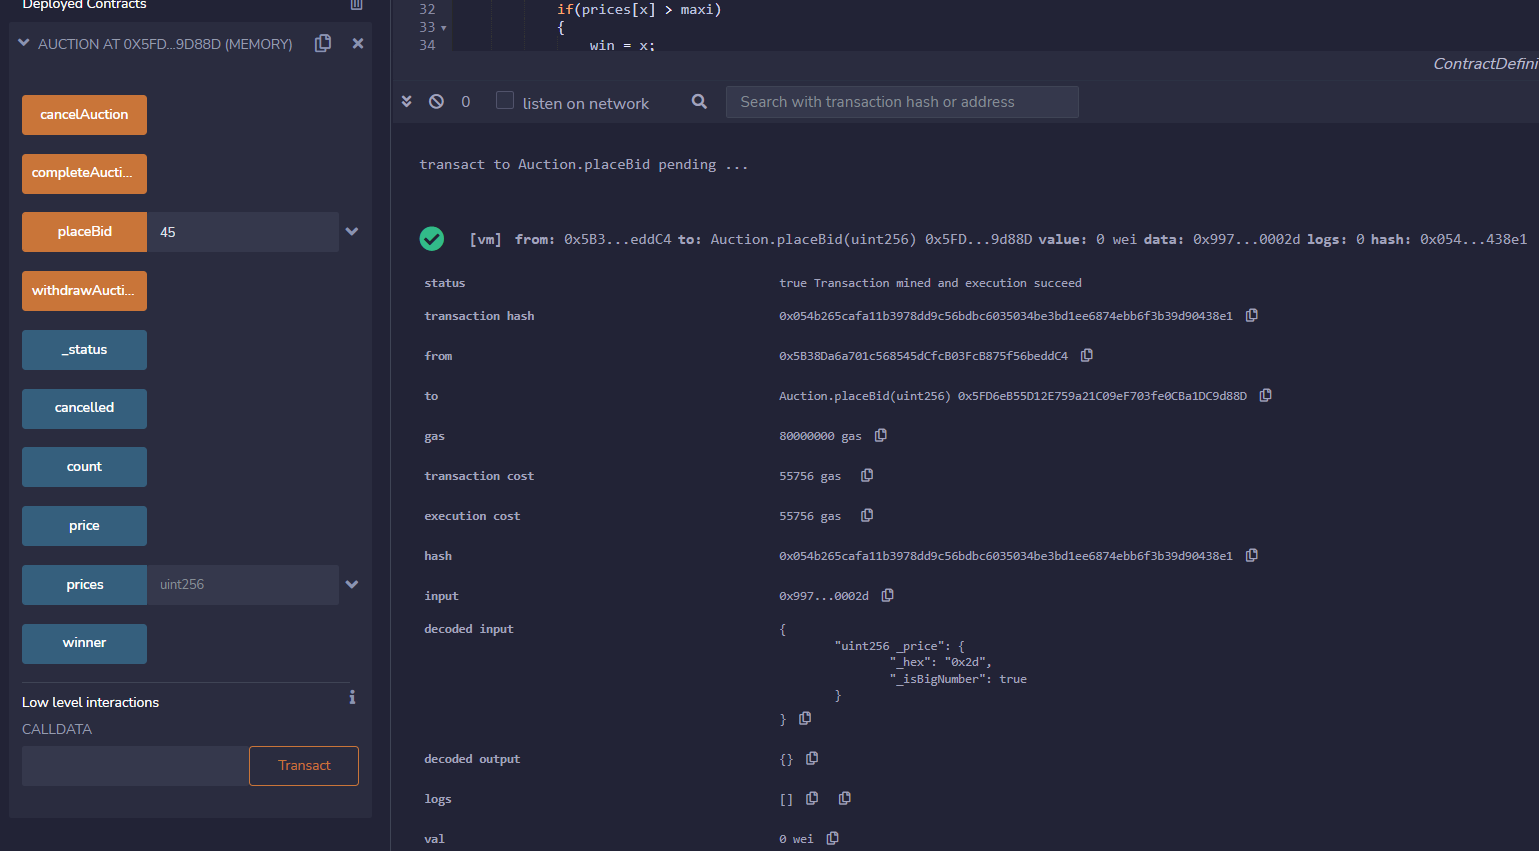 Deployed Contracts
AUCTION AT 0X5FD...9D88D (MEMORY)
cancelAuction
completeAucti...
placeBid 45
withdrawAucti...
_status
cancelled
count
price
prices uint256
winner
Low level interactions
CALLDATA
Transact
32 if(prices[x] > maxi)
33 {
34 win = x;
ContractDefini
0 listen on network Search with transaction hash or address
transact to Auction.placeBid pending ...
[vm] from: 0x5B3...eddC4 to: Auction.placeBid(uint256) 0x5FD...9d88D value: 0 wei data: 0x997...0002d logs: 0 hash: 0x054...438e1
status true Transaction mined and execution succeed
transaction hash 0x054b265cafa11b3978dd9c56bdbc6035034be3bd1ee6874ebb6f3b39d90438e1
from 0x5B38Da6a701c568545dCfcB03FcB875f56beddC4
to Auction.placeBid(uint256) 0x5FD6eB55D12E759a21C09eF703fe0CBa1DC9d88D
gas 80000000 gas
transaction cost 55756 gas
execution cost 55756 gas
hash 0x054b265cafa11b3978dd9c56bdbc6035034be3bd1ee6874ebb6f3b39d90438e1
input 0x997...0002d
decoded input {
"uint256 _price": {
"_hex": "0x2d",
"_isBigNumber": true
}
}
decoded output {}
logs []
val 0 wei